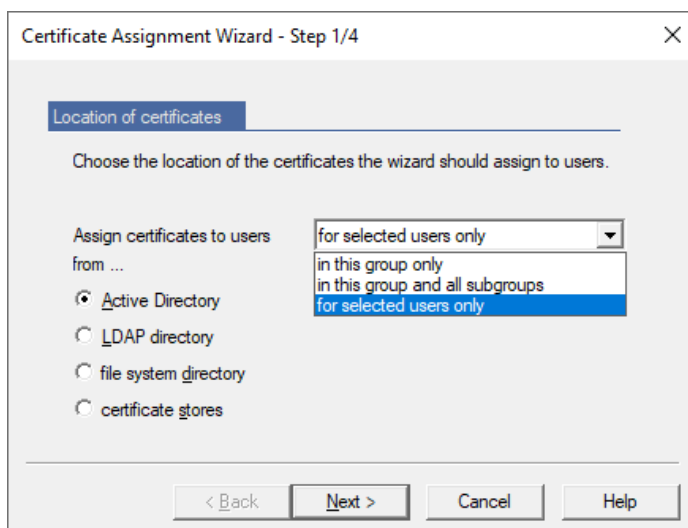 Certificate Assignment Wizard - Step 1/4
Location of certificates
Choose the location of the certificates the wizard should assign to users.
Assign certificates to users
from ...
for selected users only
in this group only
in this group and all subgroups
for selected users only
Active Directory
LDAP directory
file system directory
certificate stores
< Back
Next >
Cancel
Help